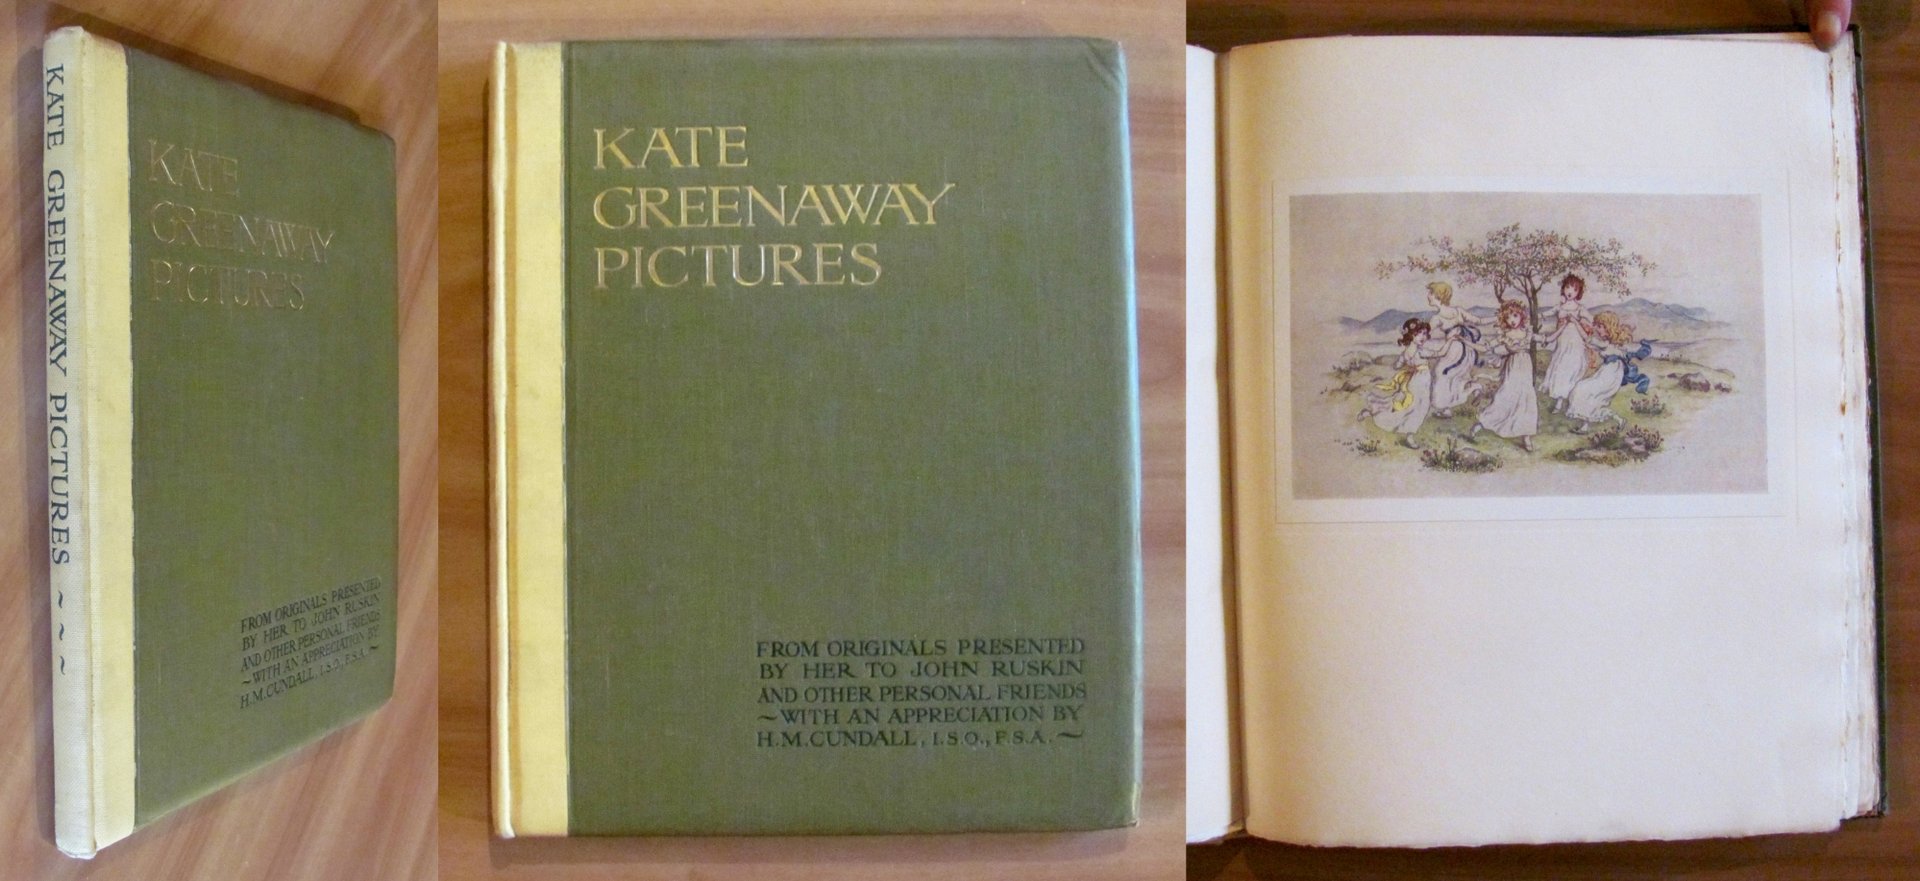 KATE GREENAWAY PICTURES ~ ~ ~
KATE
GREENAWAY
PICTURES
FROM ORIGINALS PRESENTED
BY HER TO JOHN RUSKIN
AND OTHER PERSONAL FRIENDS
~WITH AN APPRECIATION BY
H.M.CUNDALL, I.S.O., F.S.A. ~
KATE
GREENAWAY
PICTURES
FROM ORIGINALS PRESENTED
BY HER TO JOHN RUSKIN
AND OTHER PERSONAL FRIENDS
~WITH AN APPRECIATION BY
H.M.CUNDALL, I.S.O., F.S.A. ~